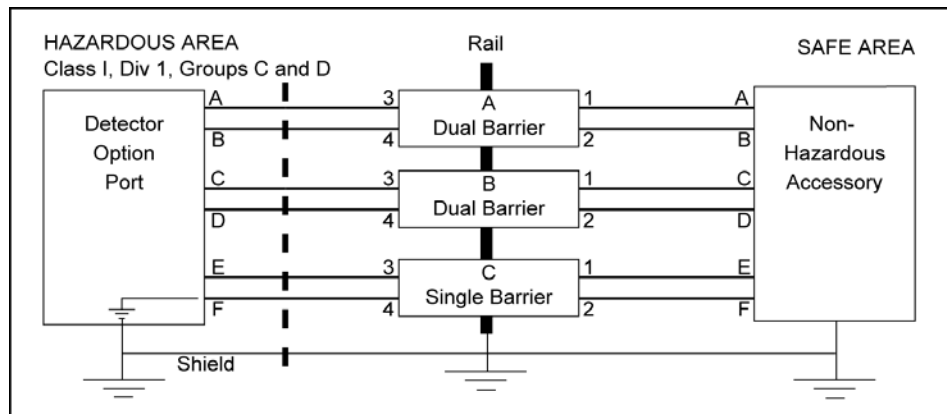 HAZARDOUS AREA
Class I, Div 1, Groups C and D
Rail
SAFE AREA
Detector
Option
Port
A
B
C
D
E
F
3
4
3
4
3
4
A
Dual Barrier
B
Dual Barrier
C
Single Barrier
1
2
1
2
1
2
A
B
C
D
E
F
Non-
Hazardous
Accessory
Shield